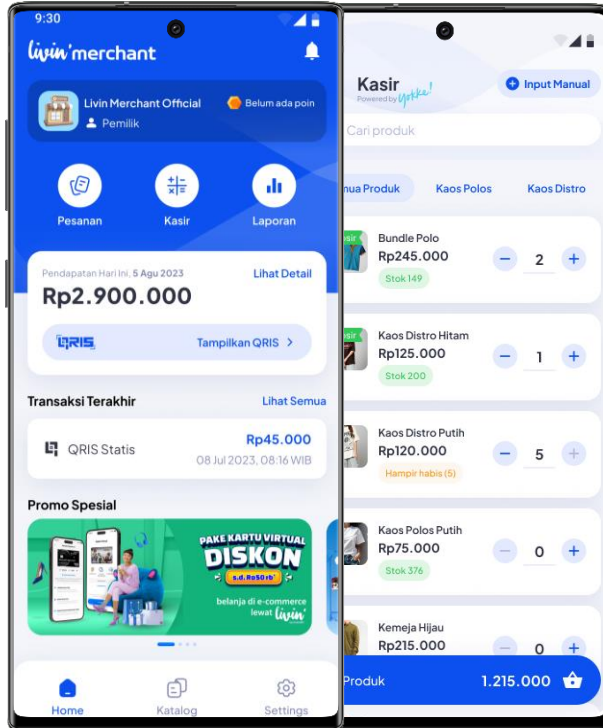 9:30
livin'merchant
Livin Merchant Official
Belum ada poin
Pemilik
Pesanan
Kasir
Laporan
Pendapatan Hari Ini, 5 Agu 2023
Lihat Detail
Rp2.900.000
QRIS
Tampilkan QRIS >
Transaksi Terakhir
Lihat Semua
QRIS Statis
Rp45.000
08 Jul 2023, 08:16 WIB
Promo Spesial
PAKE KARTU VIRTUAL
DISKON
s.d. Rp50rb*
belanja di e-commerce
lewat livin'
Home
Katalog
Settings
Kasir
Powered by yokke!
Input Manual
Cari produk
mua Produk
Kaos Polos
Kaos Distro
Bundle Polo
Rp245.000
Stok 149
2
Kaos Distro Hitam
Rp125.000
Stok 200
1
Kaos Distro Putih
Rp120.000
Hampir habis (5)
5
Kaos Polos Putih
Rp75.000
Stok 376
0
Kemeja Hijau
Rp215.000
0
Produk
1.215.000